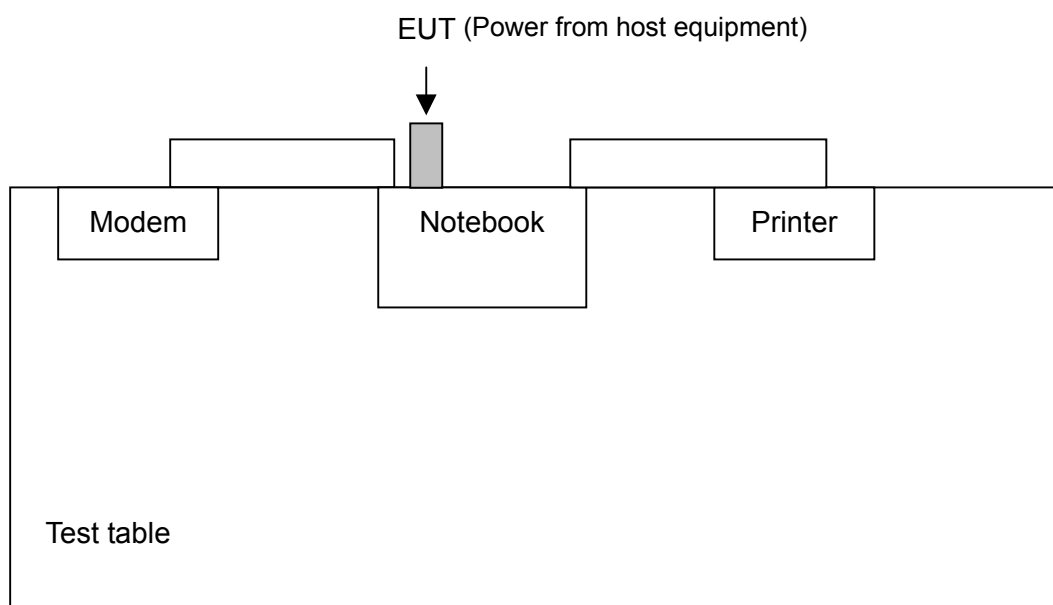 EUT (Power from host equipment)
Modem
Notebook
Printer
Test table